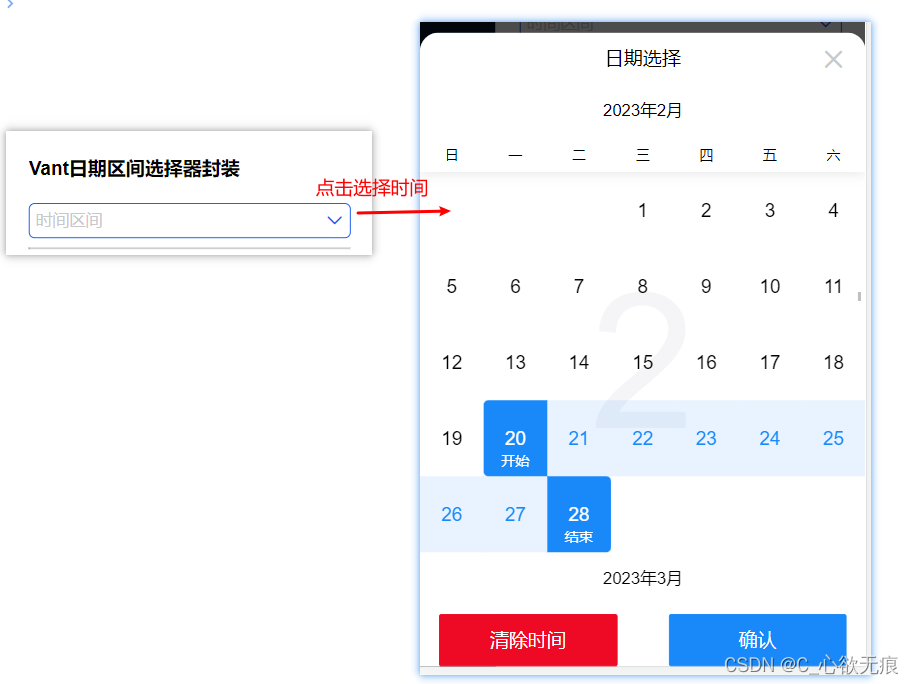 时间区间
日期选择
2023年2月
日 一 二 三 四 五 六
Vant日期区间选择器封装
点击选择时间
时间区间
1 2 3 4
5 6 7 8 9 10 11
2
12 13 14 15 16 17 18
19 20 21 22 23 24 25
开始
26 27 28
结束
2023年3月
清除时间 确认
CSDN @C_心欲无痕